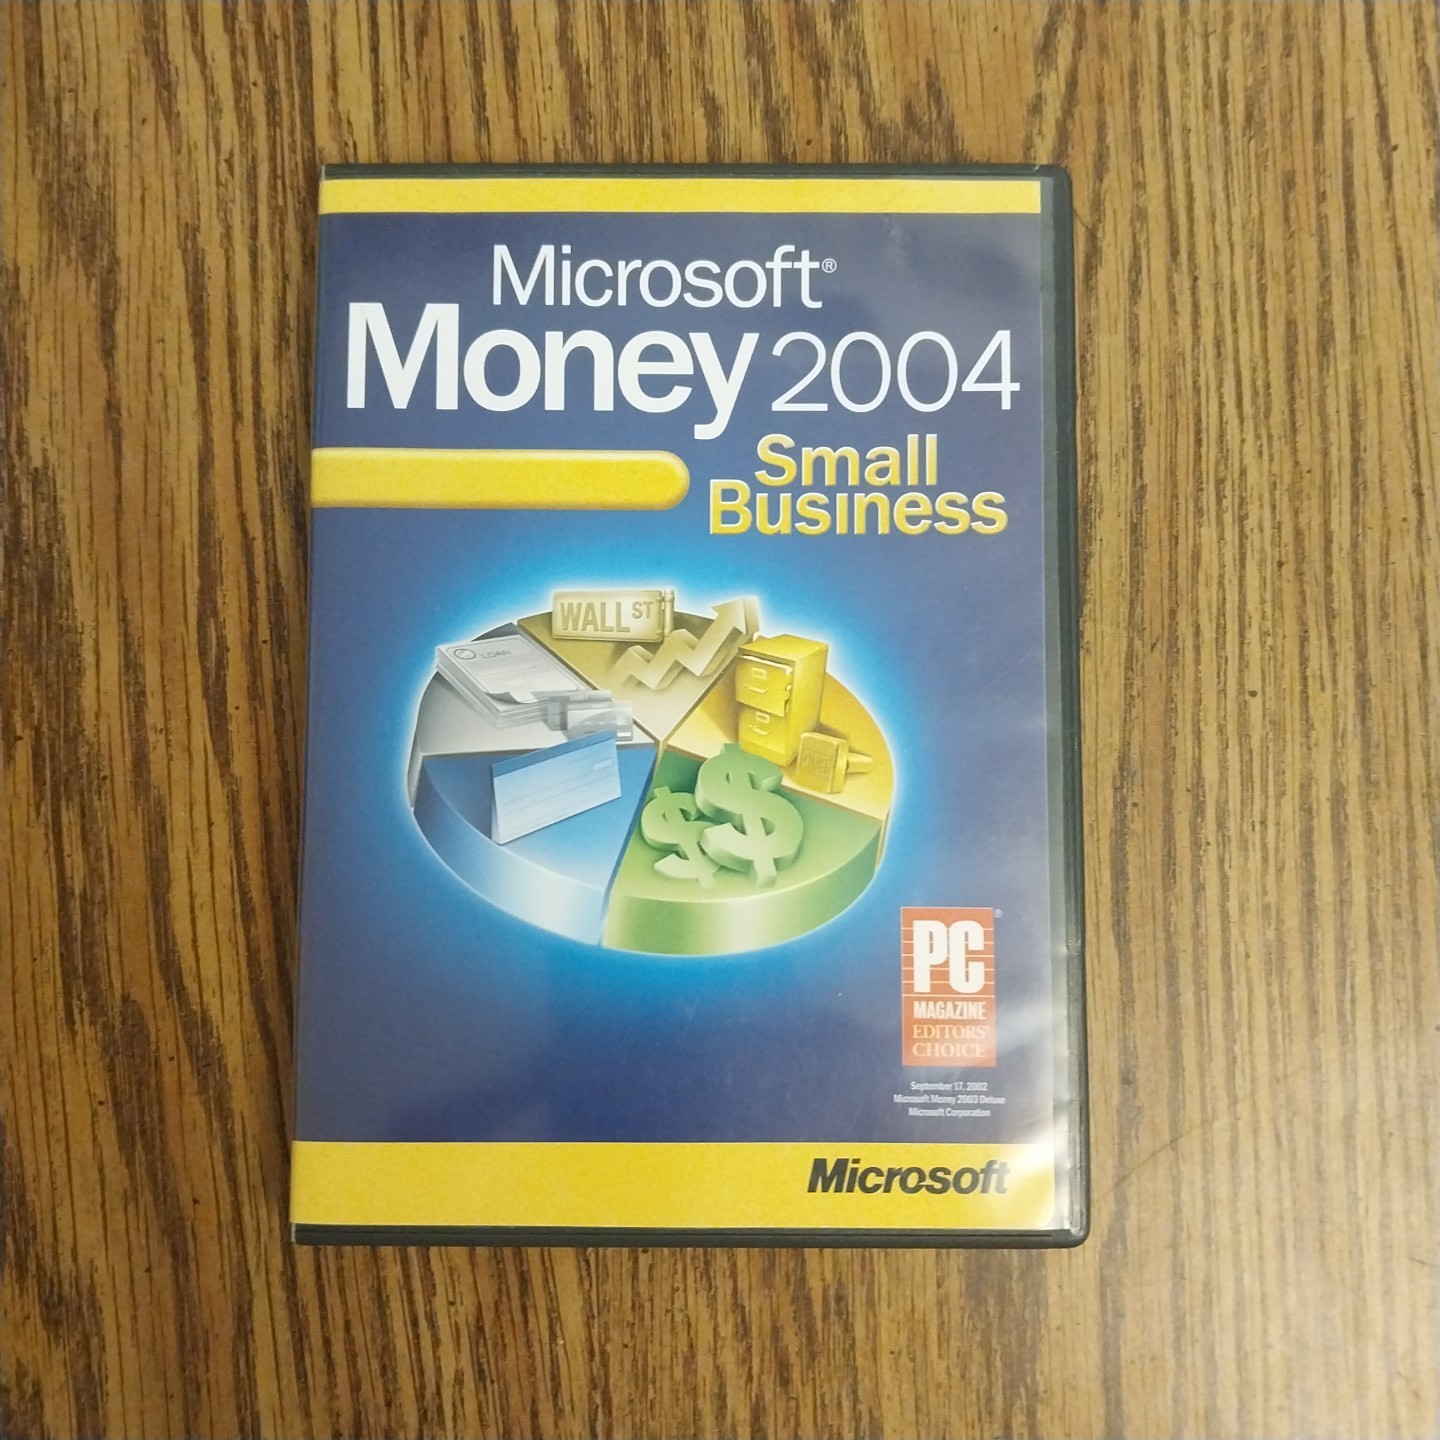 Microsoft®
Money 2004
Small
Business
WALL ST
LOAN
PC®
MAGAZINE
EDITORS'
CHOICE
September 17, 2002
Microsoft Money 2003 Deluxe
Microsoft Corporation
Microsoft